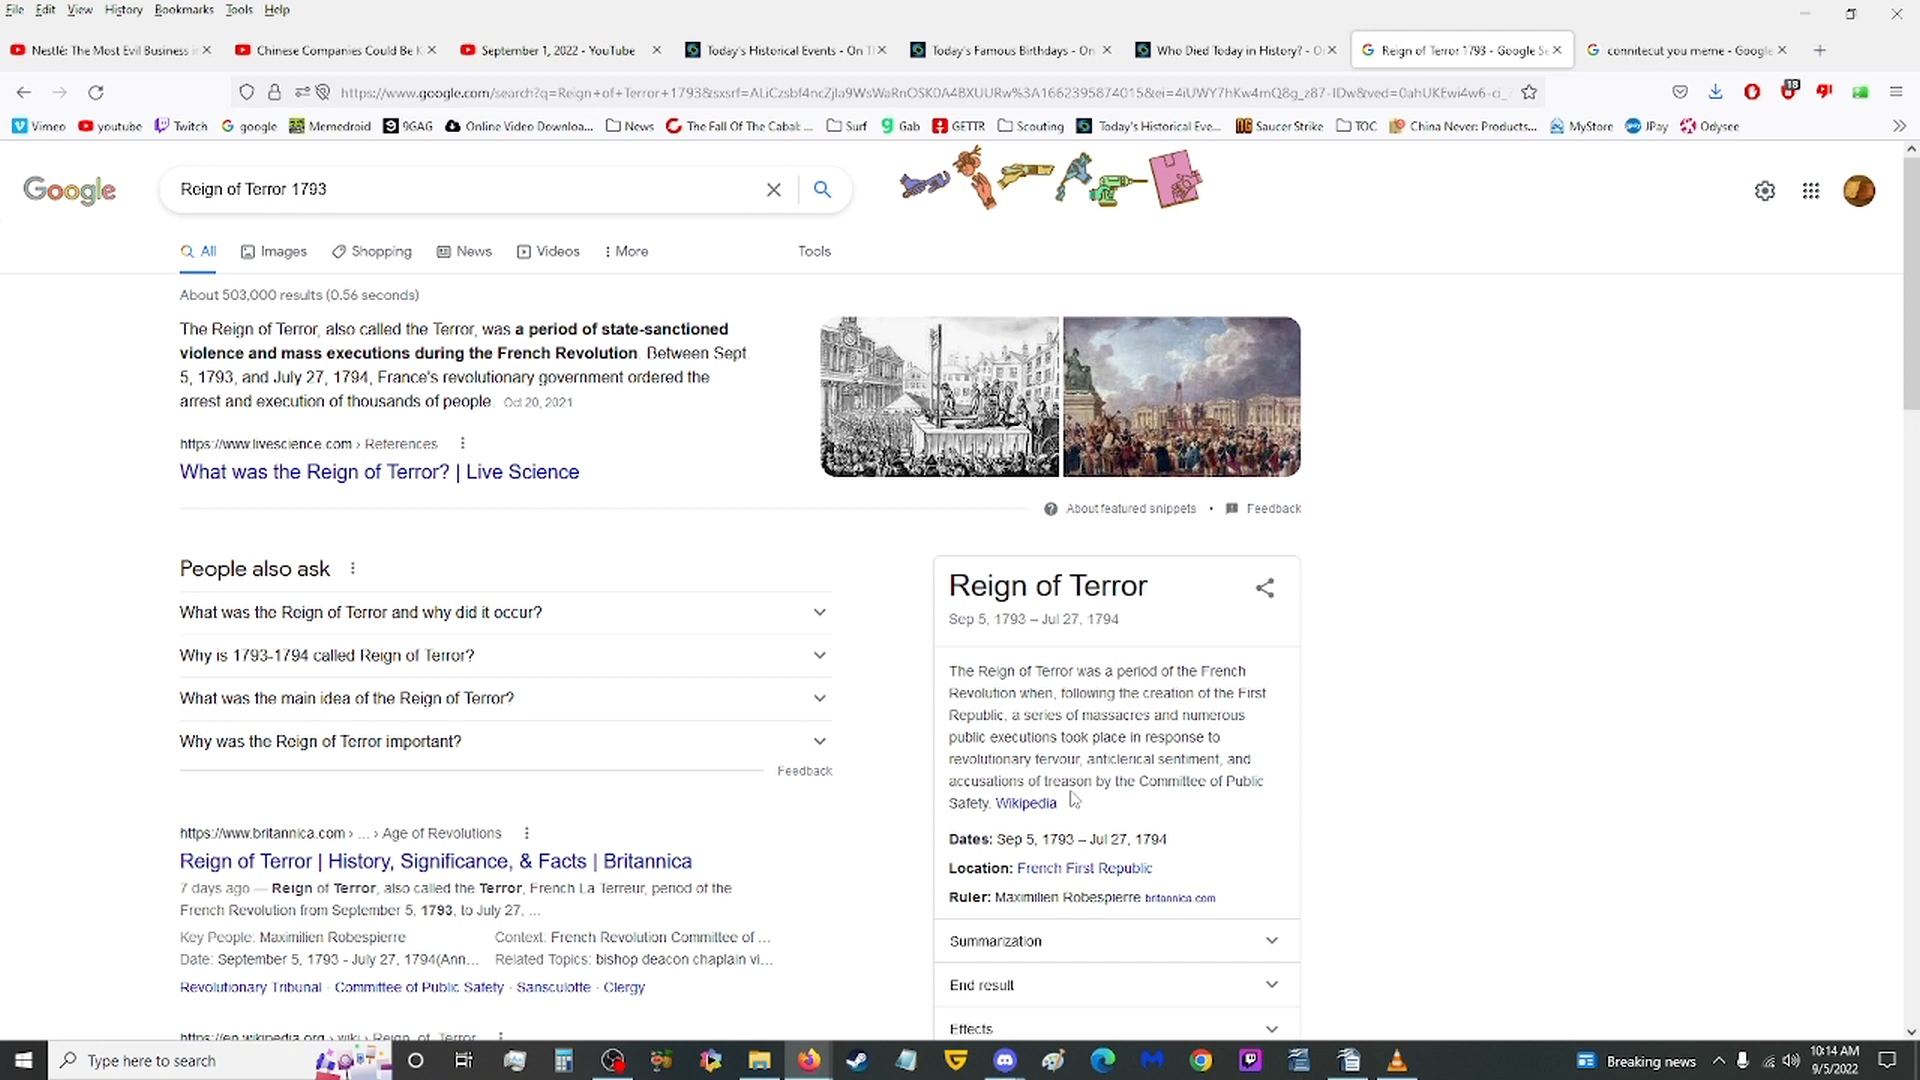 File Edit View History Bookmarks Tools Help
Nestlé: The Most Evil Business
Chinese Companies Could Be
September 1, 2022 - YouTube
Today's Historical Events - On
Today's Famous Birthdays - On
Who Died Today in History? -
Reign of Terror 1793 - Google
connitecut you meme - Google
Vimeo youtube Twitch google Memedroid 9GAG Online Video Downloa... News The Fall Of The Cabal... Surf Gab GETTR Scouting Today's Historical Eve... Saucer Strike TOC China Never: Products... MyStore JPay Odysee
18
Google
Reign of Terror 1793
All Images Shopping News Videos More Tools
About 503,000 results (0.56 seconds)
The Reign of Terror, also called the Terror, was a period of state-sanctioned
violence and mass executions during the French Revolution. Between Sept.
5, 1793, and July 27, 1794, France's revolutionary government ordered the
arrest and execution of thousands of people. Oct 20, 2021
https://www.livescience.com › References
What was the Reign of Terror? | Live Science
About featured snippets • Feedback
People also ask
What was the Reign of Terror and why did it occur?
Why is 1793-1794 called Reign of Terror?
What was the main idea of the Reign of Terror?
Why was the Reign of Terror important?
Feedback
https://www.britannica.com › ... › Age of Revolutions
Reign of Terror | History, Significance, & Facts | Britannica
7 days ago — Reign of Terror, also called the Terror, French La Terreur, period of the
French Revolution from September 5, 1793, to July 27, ...
Key People: Maximilien Robespierre
Context: French Revolution Committee of ...
Date: September 5, 1793 - July 27, 1794(Ann...
Related Topics: bishop deacon chaplain vi...
Revolutionary Tribunal · Committee of Public Safety · Sansculotte · Clergy
https://en.wikipedia.org › wiki › Reign_of_Terror
Reign of Terror
Sep 5, 1793 – Jul 27, 1794
The Reign of Terror was a period of the French
Revolution when, following the creation of the First
Republic, a series of massacres and numerous
public executions took place in response to
revolutionary fervour, anticlerical sentiment, and
accusations of treason by the Committee of Public
Safety. Wikipedia
Dates: Sep 5, 1793 – Jul 27, 1794
Location: French First Republic
Ruler: Maximilien Robespierre britannica.com
Summarization
End result
Effects
Type here to search
Breaking news
10:14 AM
9/5/2022